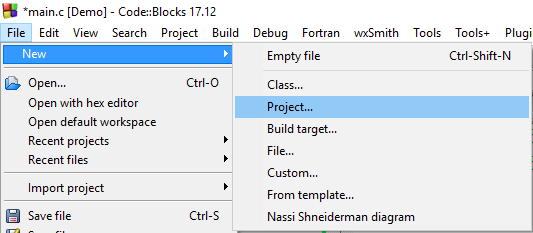 *main.c [Demo] - Code::Blocks 17.12
File Edit View Search Project Build Debug Fortran wxSmith Tools Tools+ Plugi
New
Empty file Ctrl-Shift-N
Class...
Project...
Build target...
File...
Custom...
From template...
Nassi Shneiderman diagram
Open... Ctrl-O
Open with hex editor
Open default workspace
Recent projects
Recent files
Import project
Save file Ctrl-S